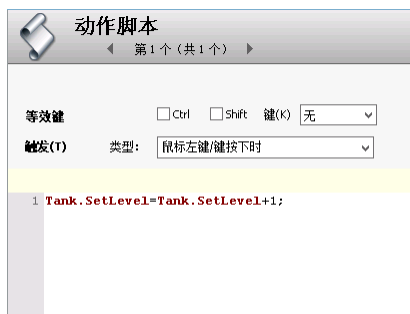 动作脚本
第1个（共1个）
等效键 Ctrl Shift 键(K) 无
触发(T) 类型: 鼠标左键/键按下时
1 Tank.SetLevel=Tank.SetLevel+1;